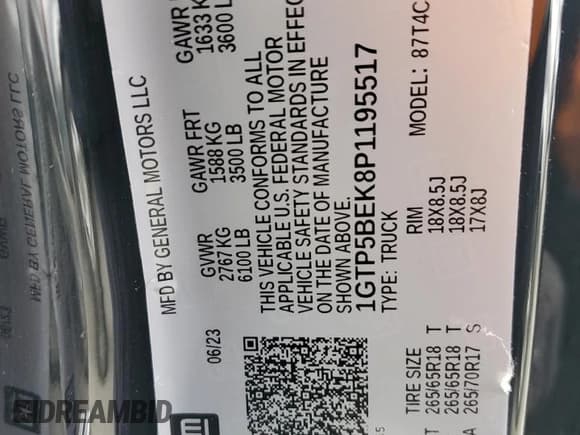 MFD BY GENERAL MOTORS LLC
06/23
GVWR
2767 KG
6100 LB
GAWR FRT
1588 KG
3500 LB
GAWR
1633 K
3600 L
THIS VEHICLE CONFORMS TO ALL
APPLICABLE U.S. FEDERAL MOTOR
VEHICLE SAFETY STANDARDS IN EFFEC
ON THE DATE OF MANUFACTURE
SHOWN ABOVE.
1GTP5BEK8P1195517
TYPE: TRUCK
MODEL: 87T4C
TIRE SIZE RIM
T 265/65R18 T 18X8.5J
T 265/65R18 T 18X8.5J
A 265/70R17 S 17X8J
gm
DREAMBID